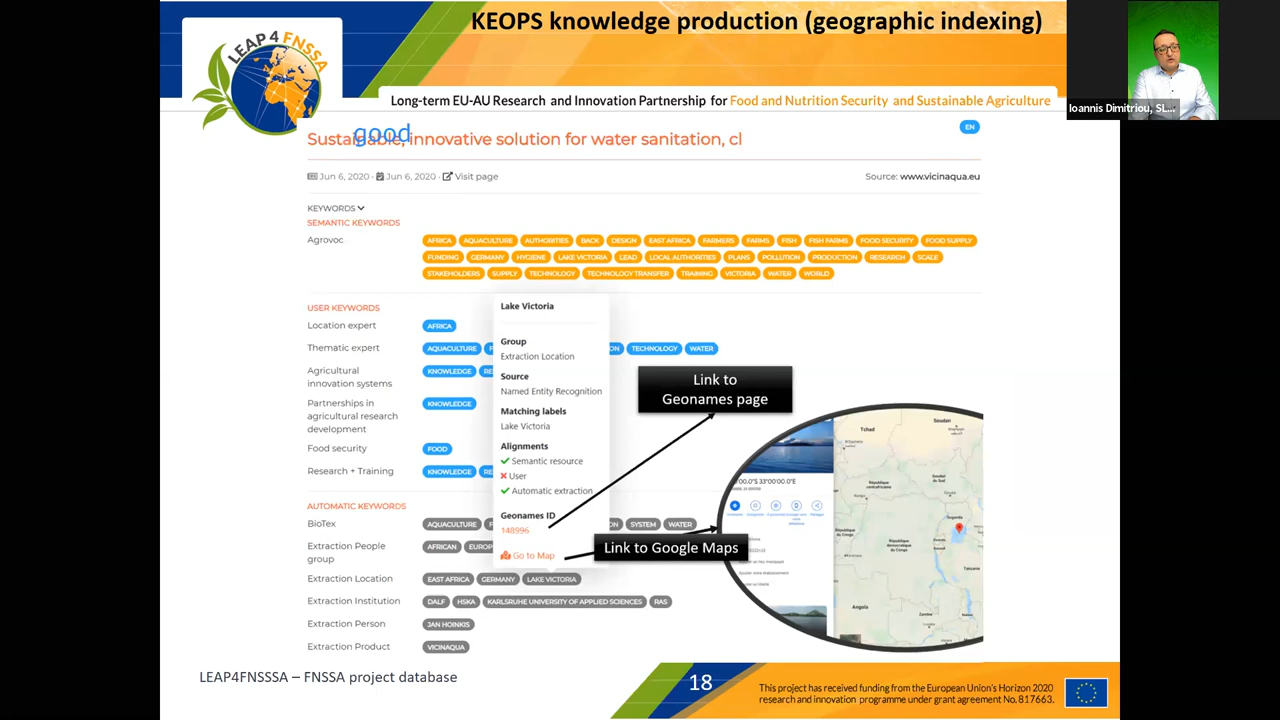 KEOPS knowledge production (geographic indexing)
LEAP 4 FNSSA
Long-term EU-AU Research and Innovation Partnership for Food and Nutrition Security and Sustainable Agriculture
Ioannis Dimitriou, SL...
good
Sustainable, innovative solution for water sanitation, cl
EN
Jun 6, 2020 · Jun 6, 2020 · Visit page
Source: www.vicinaqua.eu
KEYWORDS
SEMANTIC KEYWORDS
Agrovoc
AFRICA AQUACULTURE AUTHORITIES BACK DESIGN EAST AFRICA FARMERS FARMS FISH FISH FARMS FOOD SECURITY FOOD SUPPLY
FUNDING GERMANY HYGIENE LAKE VICTORIA LEAD LOCAL AUTHORITIES PLANS POLLUTION PRODUCTION RESEARCH SCALE
STAKEHOLDERS SUPPLY TECHNOLOGY TECHNOLOGY TRANSFER TRAINING VICTORIA WATER WORLD
USER KEYWORDS
Location expert AFRICA
Thematic expert AQUACULTURE TECHNOLOGY WATER
Agricultural innovation systems KNOWLEDGE
Partnerships in agricultural research development KNOWLEDGE
Food security FOOD
Research + Training KNOWLEDGE
AUTOMATIC KEYWORDS
BioTex AQUACULTURE SYSTEM WATER
Extraction People group AFRICAN EUROP
Extraction Location EAST AFRICA GERMANY LAKE VICTORIA
Extraction Institution DALF HSKA KARLSRUHE UNIVERSITY OF APPLIED SCIENCES RAS
Extraction Person JAN HOINKIS
Extraction Product VICINAQUA
Lake Victoria
Group
Extraction Location
Source
Named Entity Recognition
Matching labels
Lake Victoria
Alignments
Semantic resource
User
Automatic extraction
Geonames ID
148996
Go to Map
Link to
Geonames page
Link to Google Maps
Tchad
Soudan
Angola
LEAP4FNSSSA – FNSSA project database
18
This project has received funding from the European Union's Horizon 2020
research and innovation programme under grant agreement No. 817663.